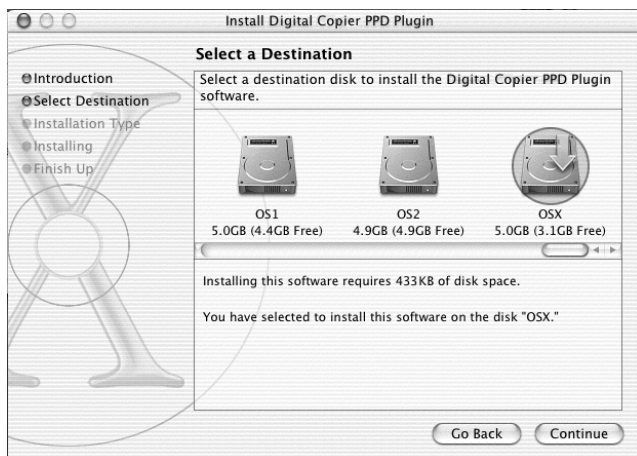 Install Digital Copier PPD Plugin
Select a Destination
Introduction
Select Destination
Installation Type
Installing
Finish Up
Select a destination disk to install the Digital Copier PPD Plugin
software.
OS1
5.0GB (4.4GB Free)
OS2
4.9GB (4.9GB Free)
OSX
5.0GB (3.1GB Free)
Installing this software requires 433KB of disk space.
You have selected to install this software on the disk "OSX."
Go Back
Continue